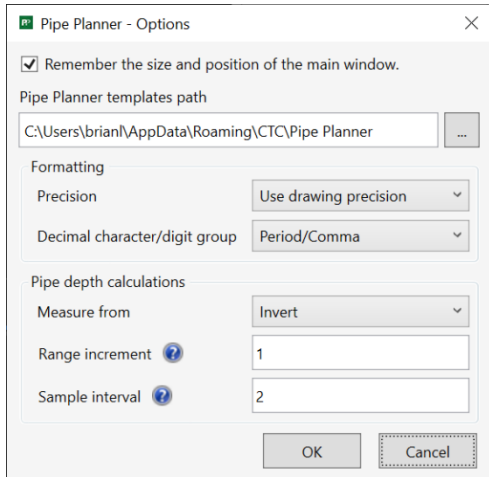 PP Pipe Planner - Options
Remember the size and position of the main window.
Pipe Planner templates path
C:\Users\brianl\AppData\Roaming\CTC\Pipe Planner
...
Formatting
Precision
Use drawing precision
Decimal character/digit group
Period/Comma
Pipe depth calculations
Measure from
Invert
Range increment ?
1
Sample interval ?
2
OK
Cancel